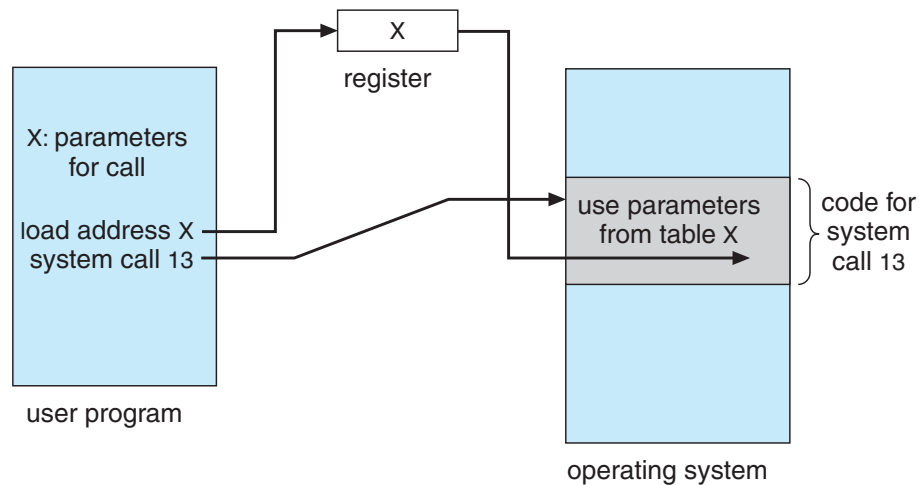 X
register
X: parameters
for call
load address X
system call 13
user program
use parameters
from table X
code for
system
call 13
operating system